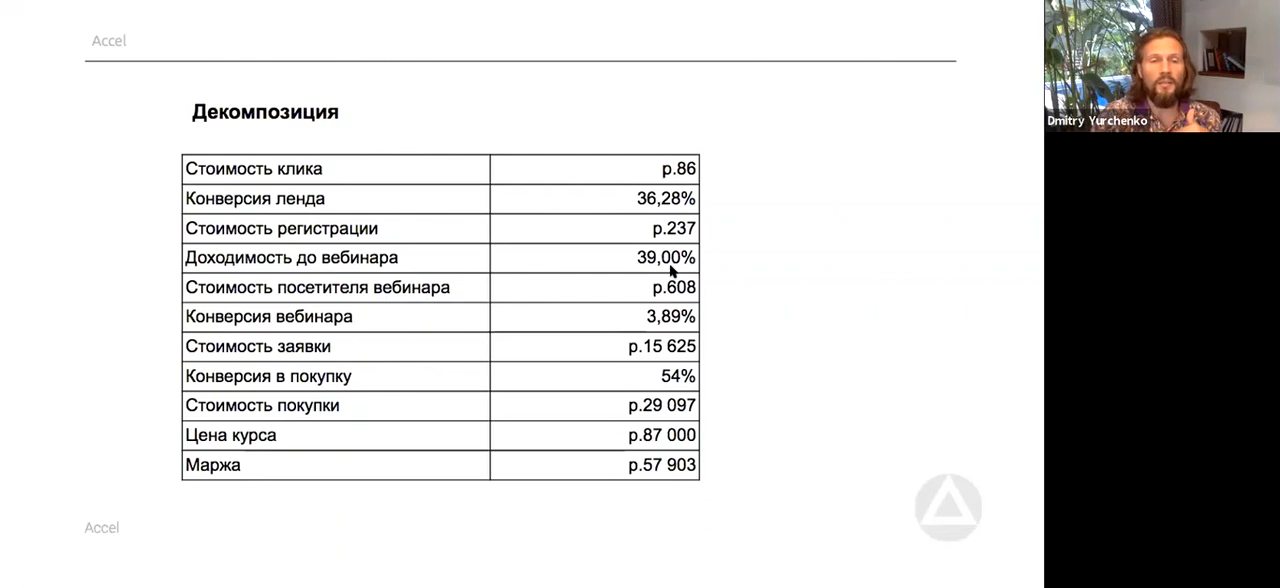 Accel
Dmitry Yurchenko
Декомпозиция
Стоимость клика р.86
Конверсия ленда 36,28%
Стоимость регистрации р.237
Доходимость до вебинара 39,00%
Стоимость посетителя вебинара р.608
Конверсия вебинара 3,89%
Стоимость заявки р.15 625
Конверсия в покупку 54%
Стоимость покупки р.29 097
Цена курса р.87 000
Маржа р.57 903
Accel